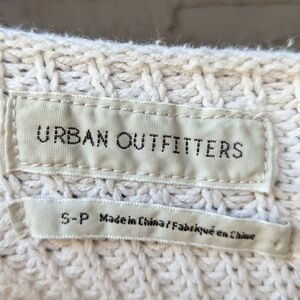 URBAN OUTFITTERS
S-P Made in China / Fabriqué en Chine